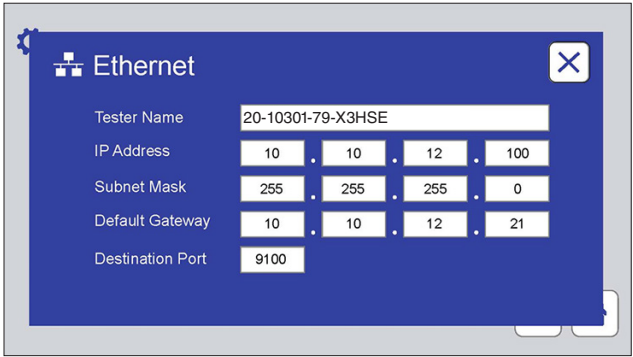 Ethernet
Tester Name 20-10301-79-X3HSE
IP Address 10 . 10 . 12 . 100
Subnet Mask 255 . 255 . 255 . 0
Default Gateway 10 . 10 . 12 . 21
Destination Port 9100